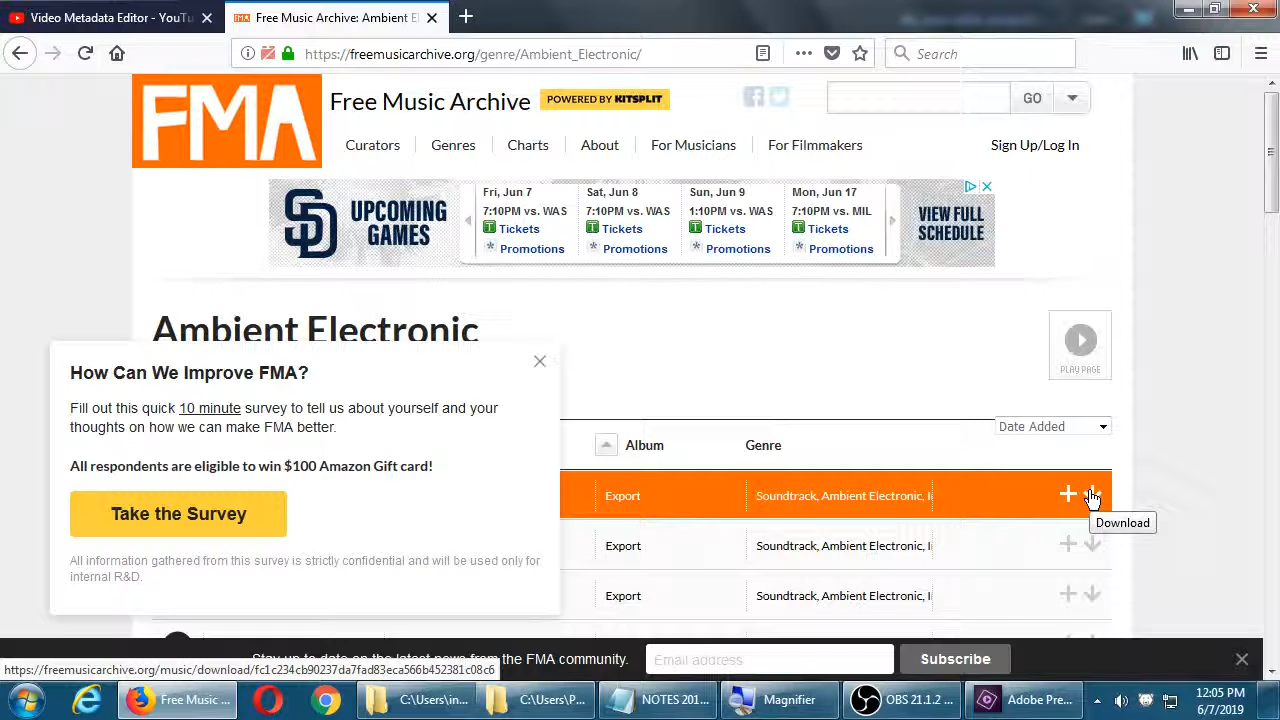 Video Metadata Editor - YouTu
Free Music Archive: Ambient E
https://freemusicarchive.org/genre/Ambient_Electronic/
Search
FMA
Free Music Archive
POWERED BY KITSPLIT
GO
Curators
Genres
Charts
About
For Musicians
For Filmmakers
Sign Up/Log In
SD
UPCOMING
GAMES
Fri, Jun 7
7:10PM vs. WAS
Tickets
Promotions
Sat, Jun 8
7:10PM vs. WAS
Tickets
Promotions
Sun, Jun 9
1:10PM vs. WAS
Tickets
Promotions
Mon, Jun 17
7:10PM vs. MIL
Tickets
Promotions
VIEW FULL
SCHEDULE
Ambient Electronic
PLAY PAGE
How Can We Improve FMA?
Fill out this quick 10 minute survey to tell us about yourself and your
thoughts on how we can make FMA better.
All respondents are eligible to win $100 Amazon Gift card!
Take the Survey
All information gathered from this survey is strictly confidential and will be used only for
internal R&D.
Date Added
Album
Genre
Export
Soundtrack, Ambient Electronic, I
Download
Export
Soundtrack, Ambient Electronic, I
Export
Soundtrack, Ambient Electronic, I
Stay up to date on the latest news from the FMA community.
Email address
Subscribe
https://freemusicarchive.org/music/download/fc1c234cb90237da7fad83eca566b452381c08c6
Free Music ...
C:\Users\in...
C:\Users\P...
NOTES 201...
Magnifier
OBS 21.1.2 ...
Adobe Pre...
12:05 PM
6/7/2019